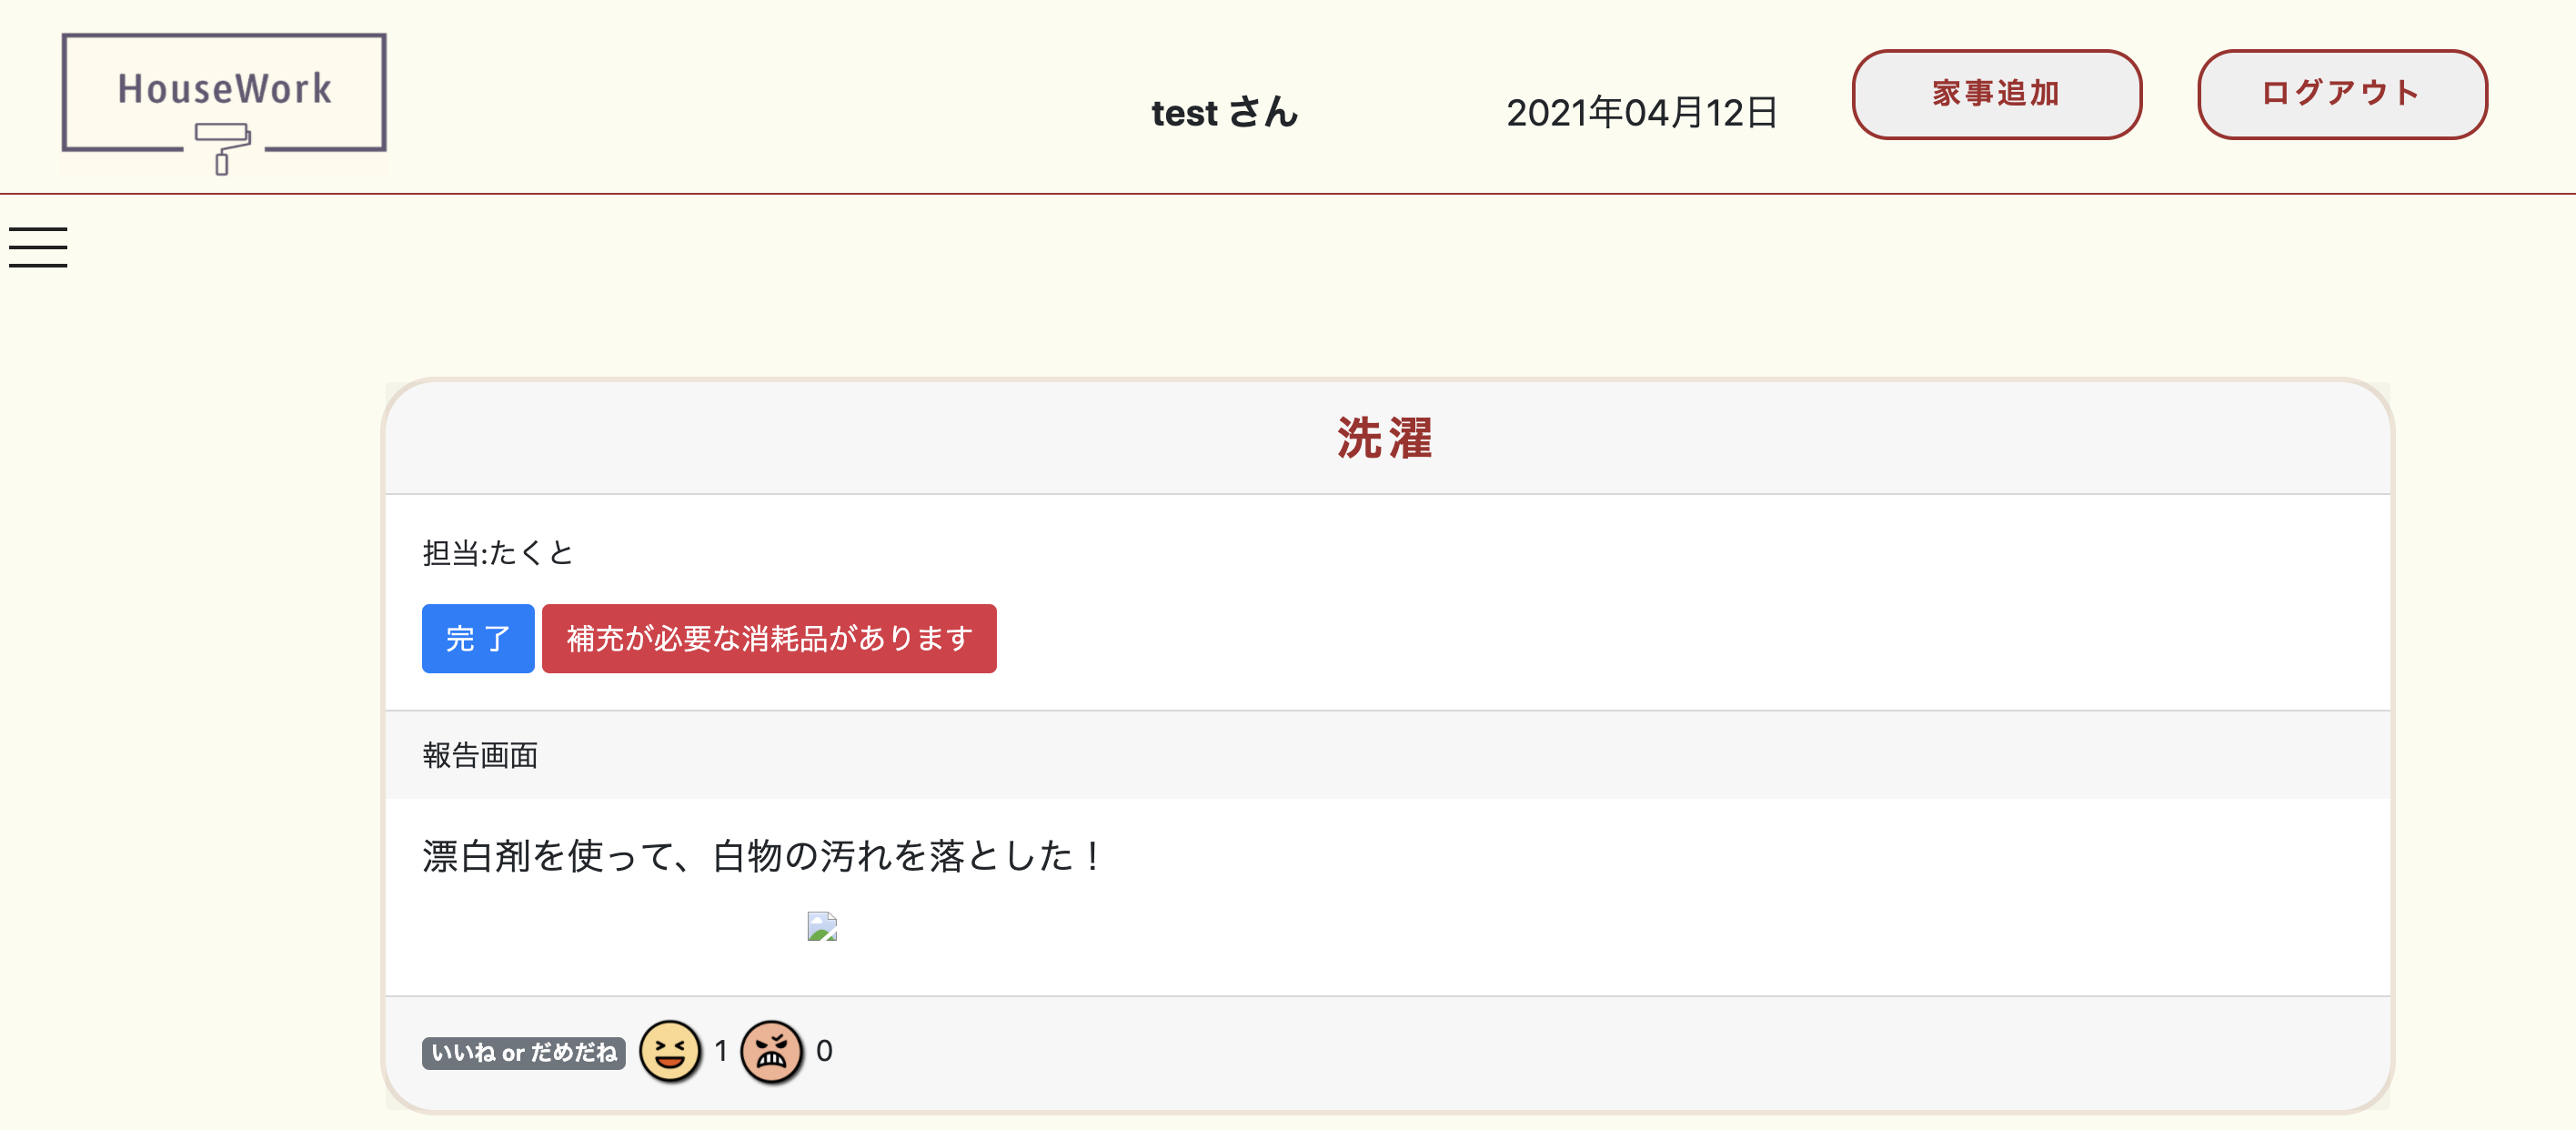 HouseWork
test さん
2021年04月12日
家事追加
ログアウト
洗濯
担当:たくと
完 了
補充が必要な消耗品があります
報告画面
漂白剤を使って、白物の汚れを落とした！
いいね or だめだね
1
0